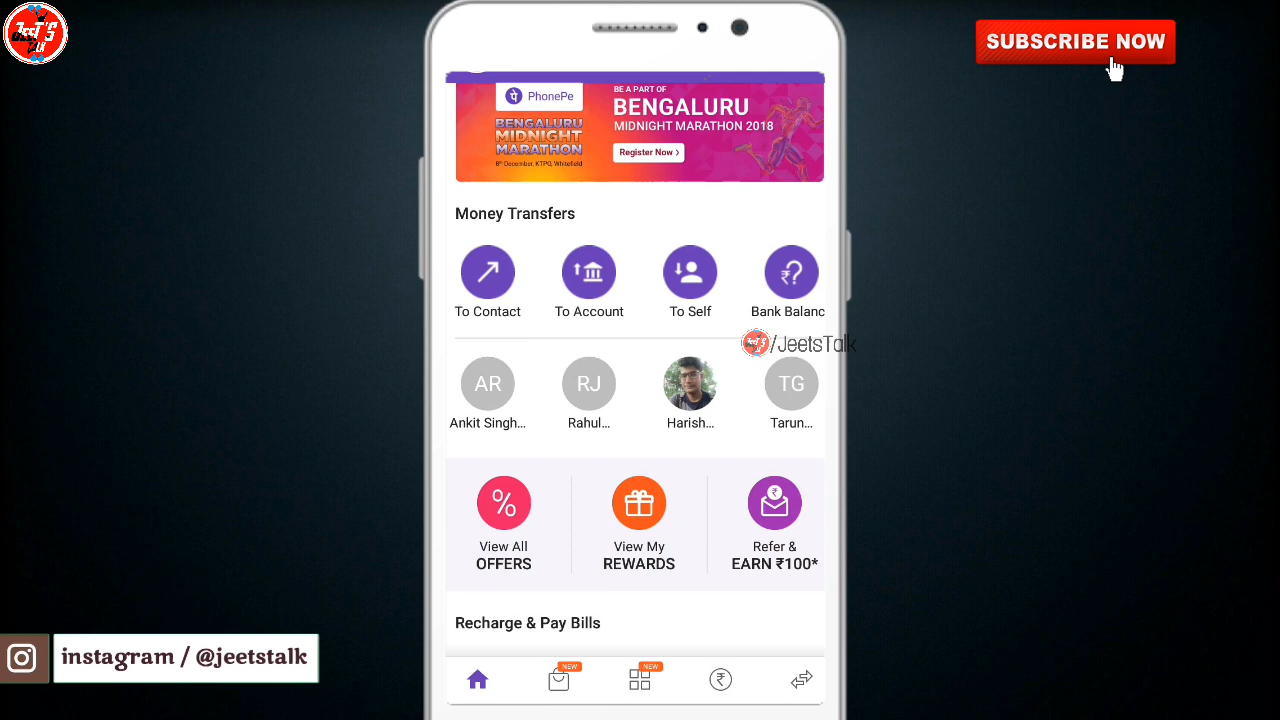 JEET'S
SUBSCRIBE NOW
PhonePe
BENGALURU
MIDNIGHT
MARATHON
8th December, KTPO, Whitefield
BE A PART OF
BENGALURU
MIDNIGHT MARATHON 2018
Register Now >
Money Transfers
To Contact
To Account
To Self
Bank Balanc
/JeetsTalk
AR
RJ
TG
Ankit Singh...
Rahul...
Harish...
Tarun...
View All
OFFERS
View My
REWARDS
Refer &
EARN ₹100*
Recharge & Pay Bills
NEW
NEW
instagram / @jeetstalk